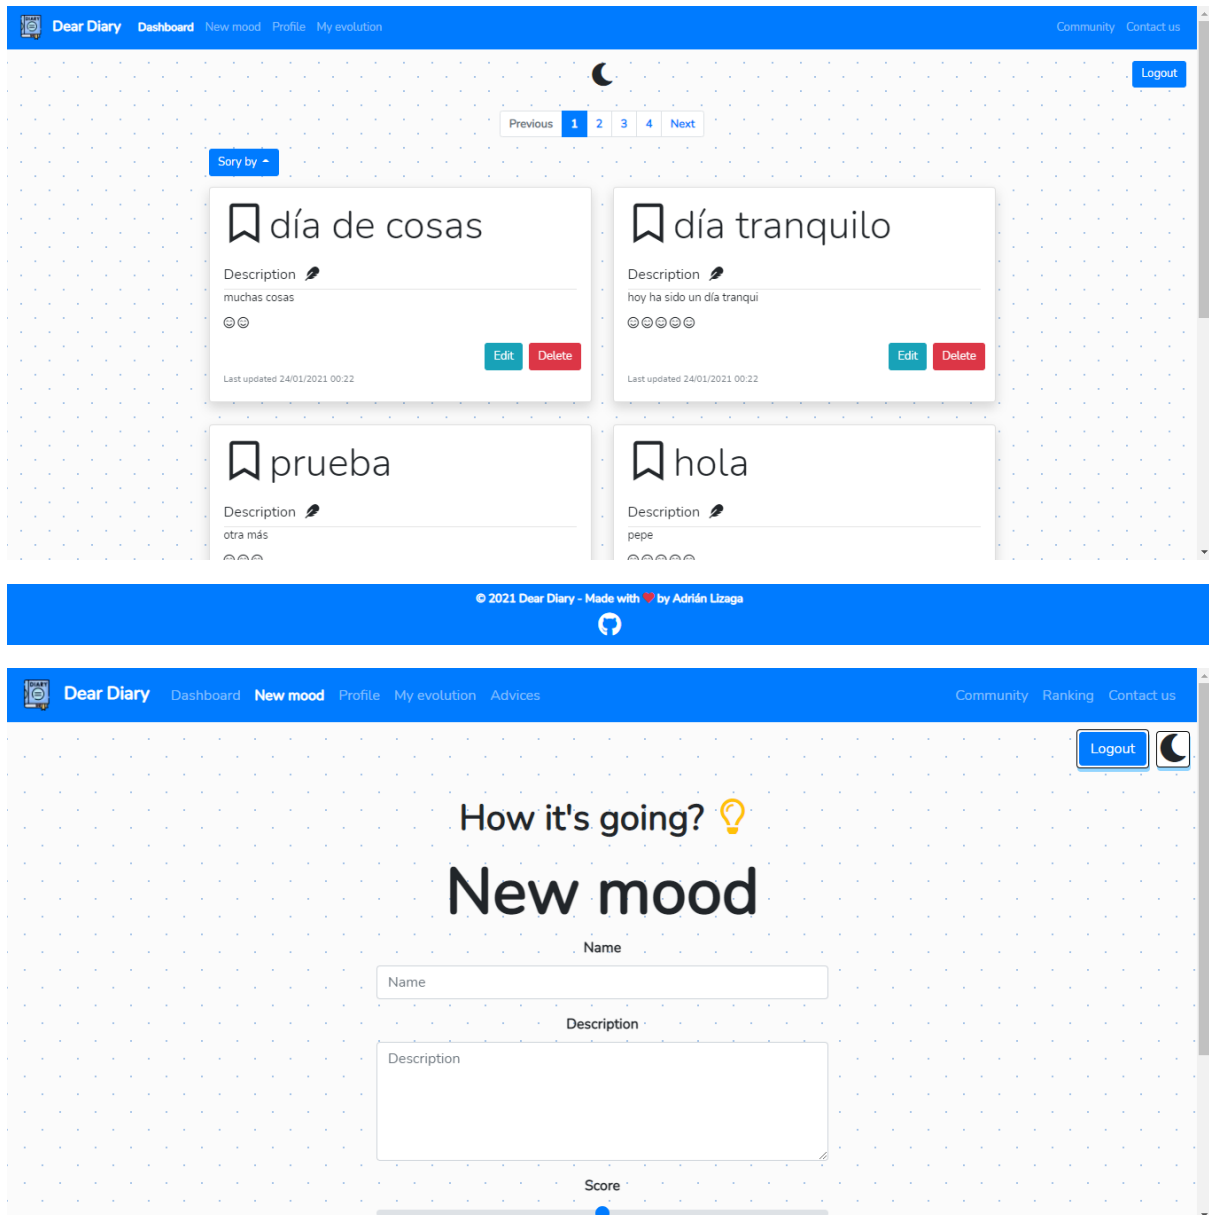 Dear Diary Dashboard New mood Profile My evolution Community Contact us
Logout
Previous 1 2 3 4 Next
Sory by
día de cosas
Description
muchas cosas
Edit Delete
Last updated 24/01/2021 00:22
día tranquilo
Description
hoy ha sido un día tranqui
Edit Delete
Last updated 24/01/2021 00:22
prueba
Description
otra más
hola
Description
pepe
© 2021 Dear Diary - Made with ❤ by Adrián Lizaga
DIARY
Dear Diary Dashboard New mood Profile My evolution Advices Community Ranking Contact us
Logout
How it's going?
New mood
Name
Name
Description
Description
Score